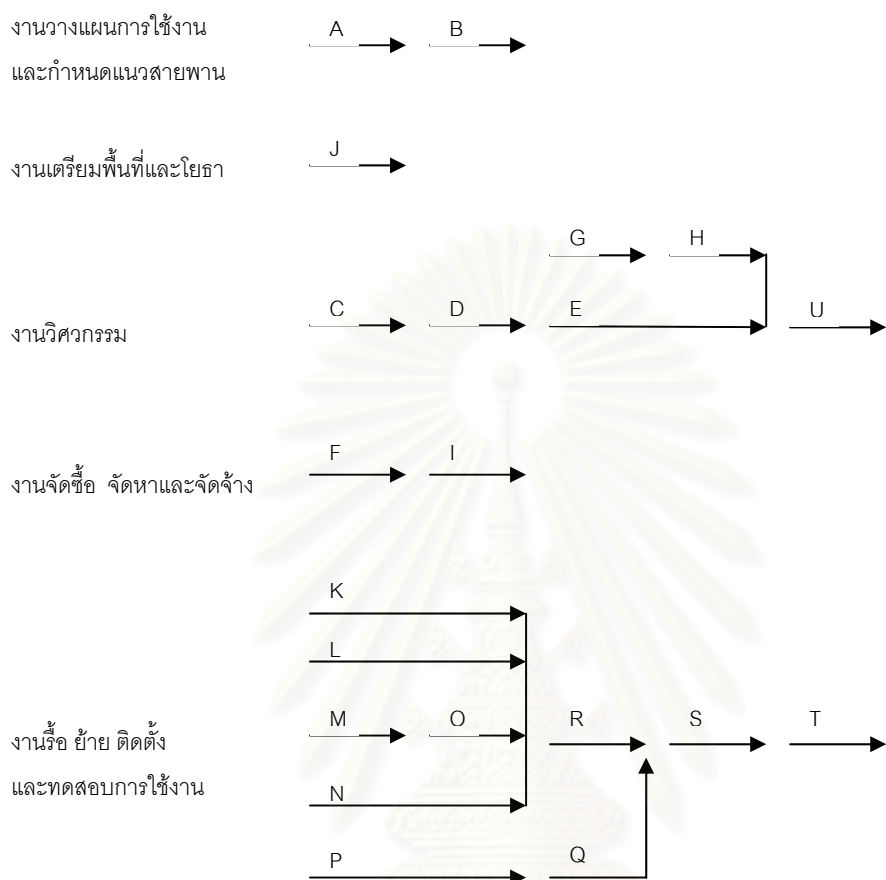 งานวางแผนการใช้งาน
A B
และกำหนดแนวสายพาน
J
งานเตรียมพื้นที่และโยธา
G H
C D E U
งานวิศวกรรม
F I
งานจัดซื้อ จัดหาและจัดจ้าง
K
L
M O R S T
งานรื้อ ย้าย ติดตั้ง
และทดสอบการใช้งาน
N
P Q